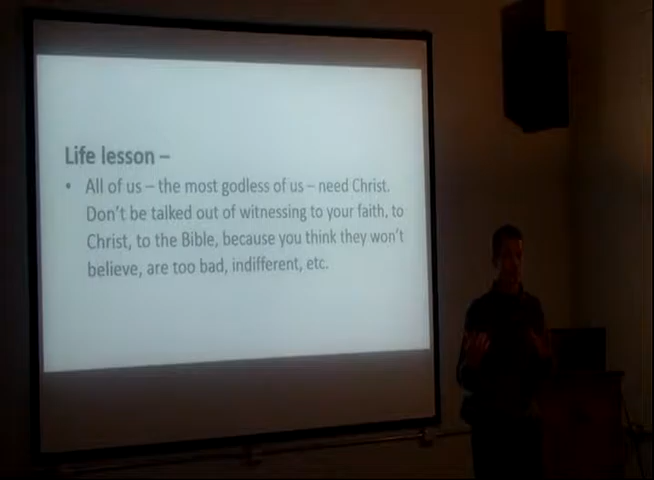 Life lesson –
• All of us – the most godless of us – need Christ.
Don't be talked out of witnessing to your faith, to
Christ, to the Bible, because you think they won't
believe, are too bad, indifferent, etc.